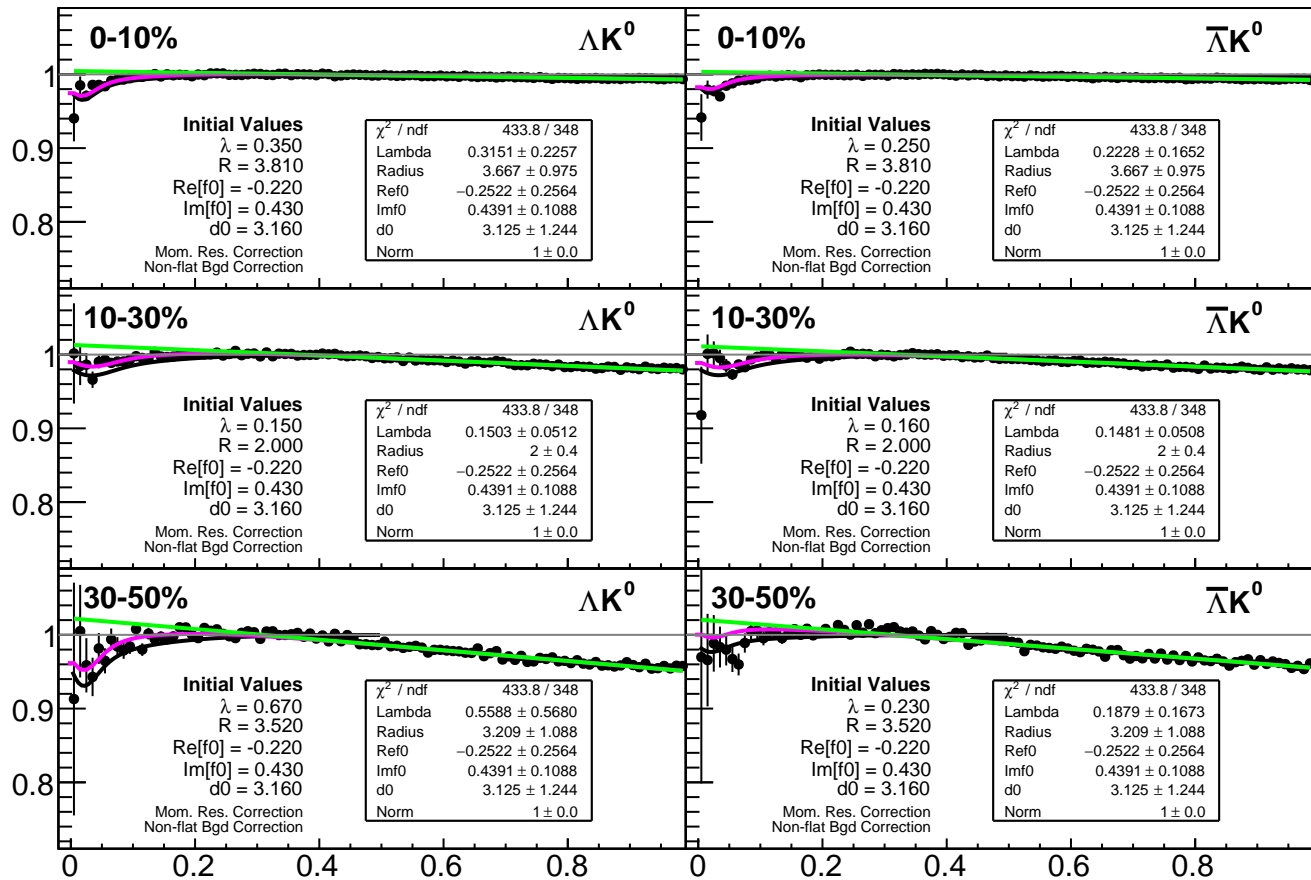 0-10%
ΛK⁰
1
0.9
0.8
Initial Values
λ = 0.350
R = 3.810
Re[f0] = -0.220
Im[f0] = 0.430
d0 = 3.160
Mom. Res. Correction
Non-flat Bgd Correction
χ² / ndf 433.8 / 348
Lambda 0.3151 ± 0.2257
Radius 3.667 ± 0.975
Ref0 −0.2522 ± 0.2564
Imf0 0.4391 ± 0.1088
d0 3.125 ± 1.244
Norm 1 ± 0.0
0-10%
Λ̅K⁰
Initial Values
λ = 0.250
R = 3.810
Re[f0] = -0.220
Im[f0] = 0.430
d0 = 3.160
Mom. Res. Correction
Non-flat Bgd Correction
χ² / ndf 433.8 / 348
Lambda 0.2228 ± 0.1652
Radius 3.667 ± 0.975
Ref0 −0.2522 ± 0.2564
Imf0 0.4391 ± 0.1088
d0 3.125 ± 1.244
Norm 1 ± 0.0
10-30%
ΛK⁰
1
0.9
0.8
Initial Values
λ = 0.150
R = 2.000
Re[f0] = -0.220
Im[f0] = 0.430
d0 = 3.160
Mom. Res. Correction
Non-flat Bgd Correction
χ² / ndf 433.8 / 348
Lambda 0.1503 ± 0.0512
Radius 2 ± 0.4
Ref0 −0.2522 ± 0.2564
Imf0 0.4391 ± 0.1088
d0 3.125 ± 1.244
Norm 1 ± 0.0
10-30%
Λ̅K⁰
Initial Values
λ = 0.160
R = 2.000
Re[f0] = -0.220
Im[f0] = 0.430
d0 = 3.160
Mom. Res. Correction
Non-flat Bgd Correction
χ² / ndf 433.8 / 348
Lambda 0.1481 ± 0.0508
Radius 2 ± 0.4
Ref0 −0.2522 ± 0.2564
Imf0 0.4391 ± 0.1088
d0 3.125 ± 1.244
Norm 1 ± 0.0
30-50%
ΛK⁰
1
0.9
0.8
Initial Values
λ = 0.670
R = 3.520
Re[f0] = -0.220
Im[f0] = 0.430
d0 = 3.160
Mom. Res. Correction
Non-flat Bgd Correction
χ² / ndf 433.8 / 348
Lambda 0.5588 ± 0.5680
Radius 3.209 ± 1.088
Ref0 −0.2522 ± 0.2564
Imf0 0.4391 ± 0.1088
d0 3.125 ± 1.244
Norm 1 ± 0.0
30-50%
Λ̅K⁰
Initial Values
λ = 0.230
R = 3.520
Re[f0] = -0.220
Im[f0] = 0.430
d0 = 3.160
Mom. Res. Correction
Non-flat Bgd Correction
χ² / ndf 433.8 / 348
Lambda 0.1879 ± 0.1673
Radius 3.209 ± 1.088
Ref0 −0.2522 ± 0.2564
Imf0 0.4391 ± 0.1088
d0 3.125 ± 1.244
Norm 1 ± 0.0
0 0.2 0.4 0.6 0.8 0 0.2 0.4 0.6 0.8